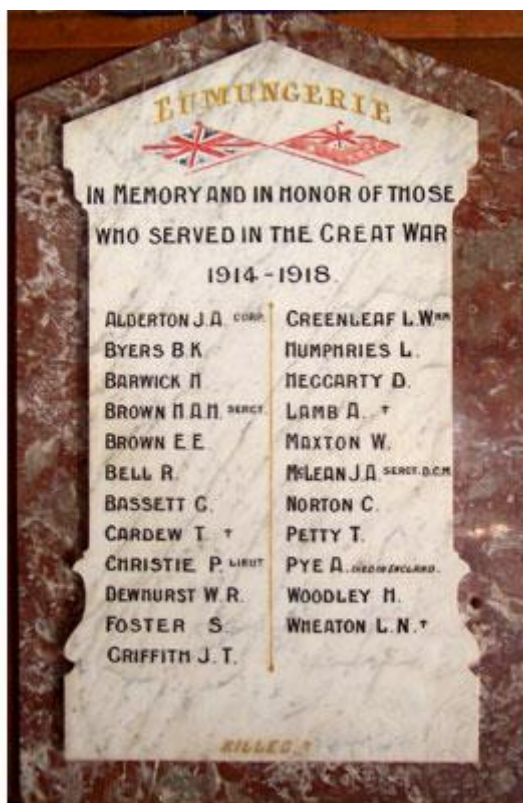 EUMUNGERIE
IN MEMORY AND IN HONOR OF THOSE
WHO SERVED IN THE GREAT WAR
1914-1918.
ALDERTON J.A. CORP.
BYERS B.K.
BARWICK H
BROWN H.A.H. SERGT.
BROWN E.E.
BELL R.
BASSETT G.
CARDEW T. †
CHRISTIE P. LIEUT
DEWHURST W.R.
FOSTER S.
GRIFFITH J.T.
GREENLEAF L.W. MM
HUMPHRIES L.
HEGGARTY D.
LAMB A. †
MAXTON W.
McLEAN J.A. SERGT. D.C.M.
NORTON C.
PETTY T.
PYE A. DIED IN ENGLAND.
WOODLEY H.
WHEATON L.N. †
KILLED †